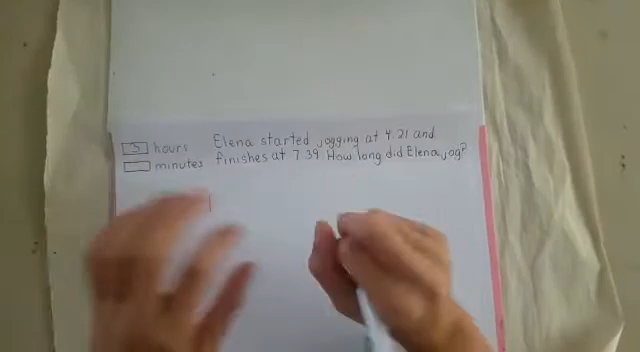 3 hours
minutes
Elena started jogging at 4.21 and
finishes at 7.39 How long did Elena jog?